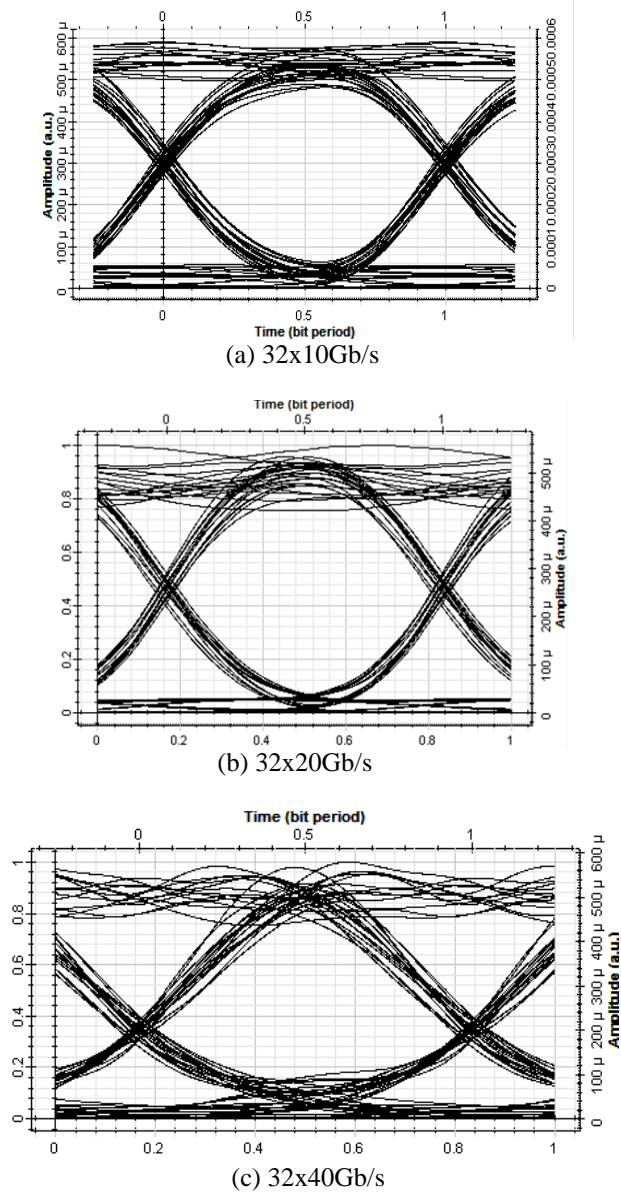 0 0.5 1
Amplitude (a.u.)
600 µ
500 µ
400 µ
300 µ
200 µ
100 µ
0
0.0006
0.0005
0.0004
0.0003
0.0002
0.0001
0
0 0.5 1
Time (bit period)
(a) 32x10Gb/s
Time (bit period)
0 0.5 1
1
0.8
0.6
0.4
0.2
0
500 µ
400 µ
300 µ
200 µ
100 µ
0
Amplitude (a.u.)
0 0.2 0.4 0.6 0.8 1
(b) 32x20Gb/s
Time (bit period)
0 0.5 1
1
0.8
0.6
0.4
0.2
0
600 µ
500 µ
400 µ
300 µ
200 µ
100 µ
0
Amplitude (a.u.)
0 0.2 0.4 0.6 0.8 1
(c) 32x40Gb/s